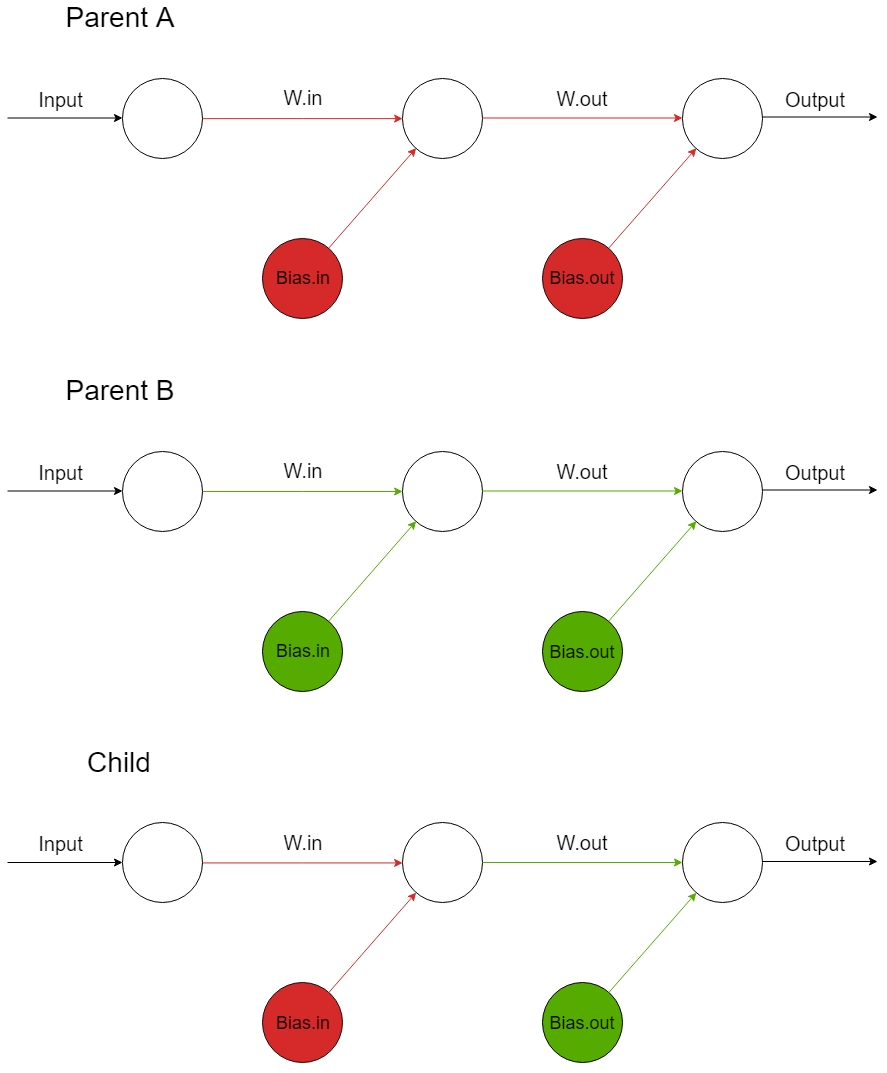 Parent A
Input
W.in
W.out
Output
Bias.in
Bias.out
Parent B
Input
W.in
W.out
Output
Bias.in
Bias.out
Child
Input
W.in
W.out
Output
Bias.in
Bias.out